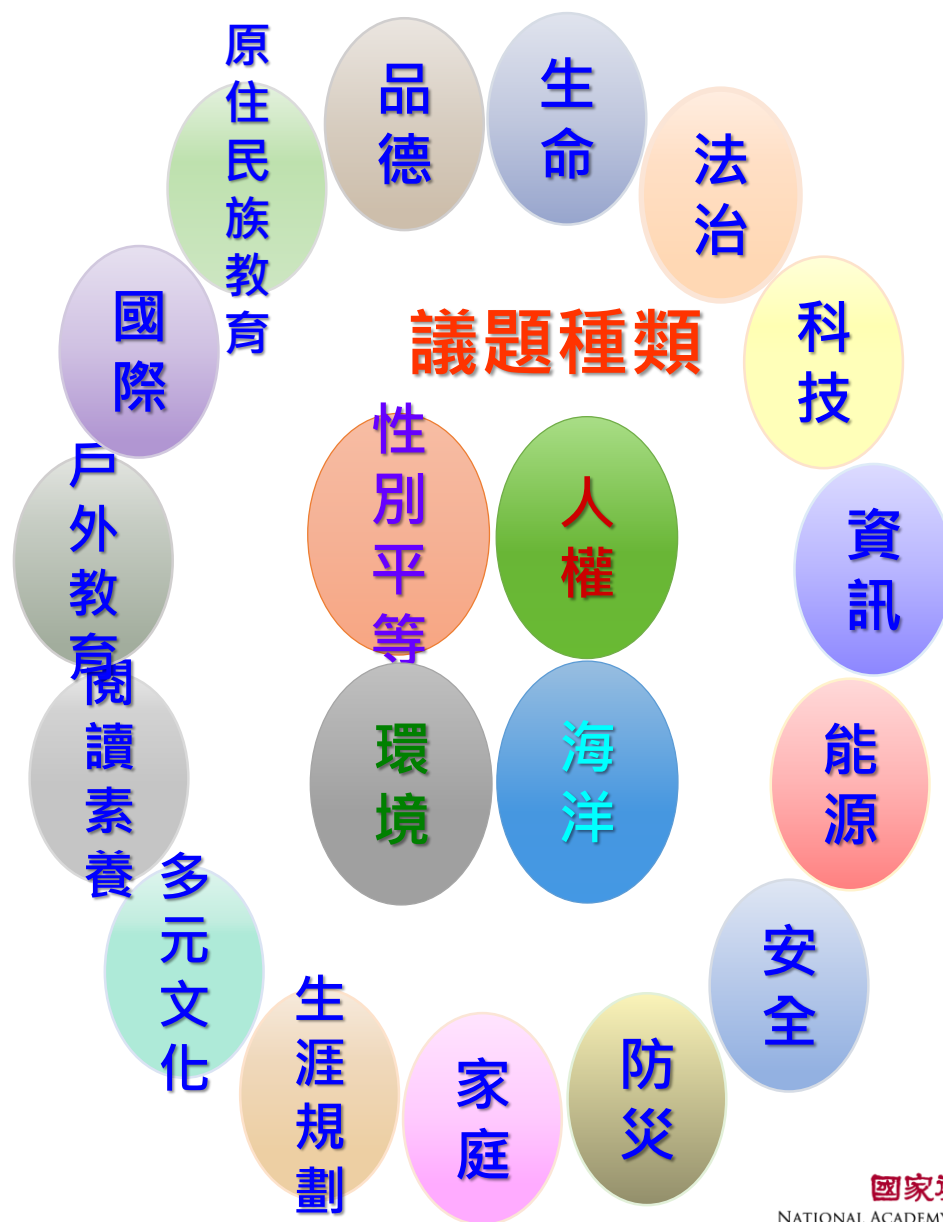 議題種類
性別平等
人權
環境
海洋
品德
生命
法治
科技
資訊
能源
安全
防災
家庭
生涯規劃
多元文化
閱讀素養
戶外教育
國際
原住民族教育
國家
NATIONAL ACADEMY